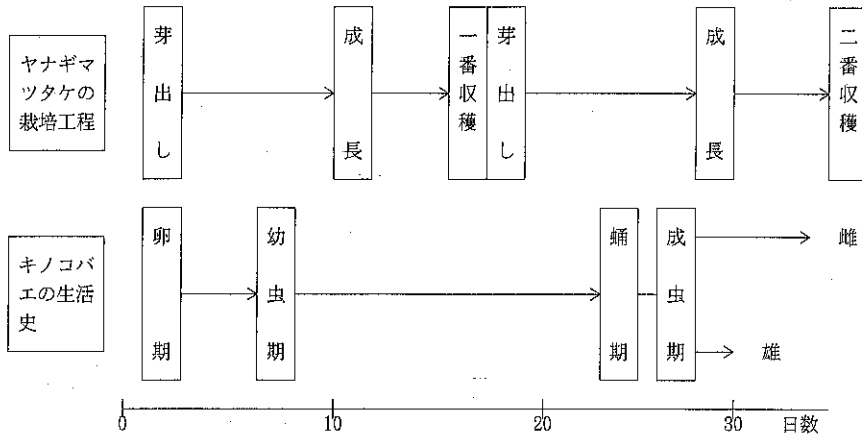 ヤナギマ
ツタケの
栽培工程
芽出し
成長
一番収穫
芽出し
成長
二番収穫
キノコバ
エの生活
史
卵期
幼虫期
蛹期
成虫期
雌
雄
0 10 20 30 日数